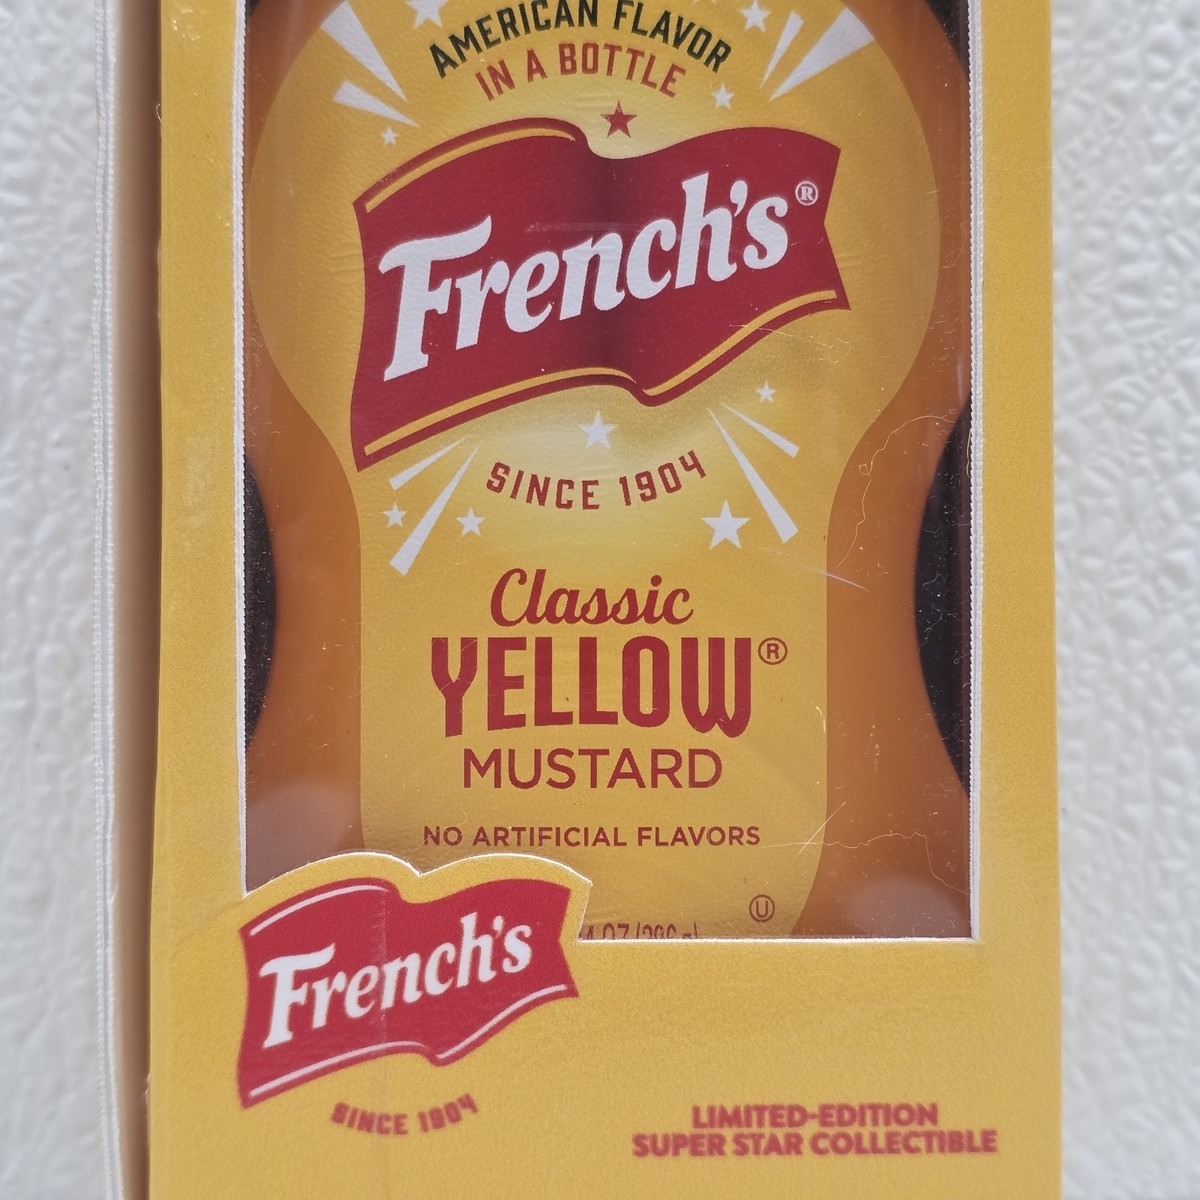 AMERICAN FLAVOR
IN A BOTTLE
French's®
SINCE 1904
Classic
YELLOW®
MUSTARD
NO ARTIFICIAL FLAVORS
U
French's
SINCE 1904
LIMITED-EDITION
SUPER STAR COLLECTIBLE